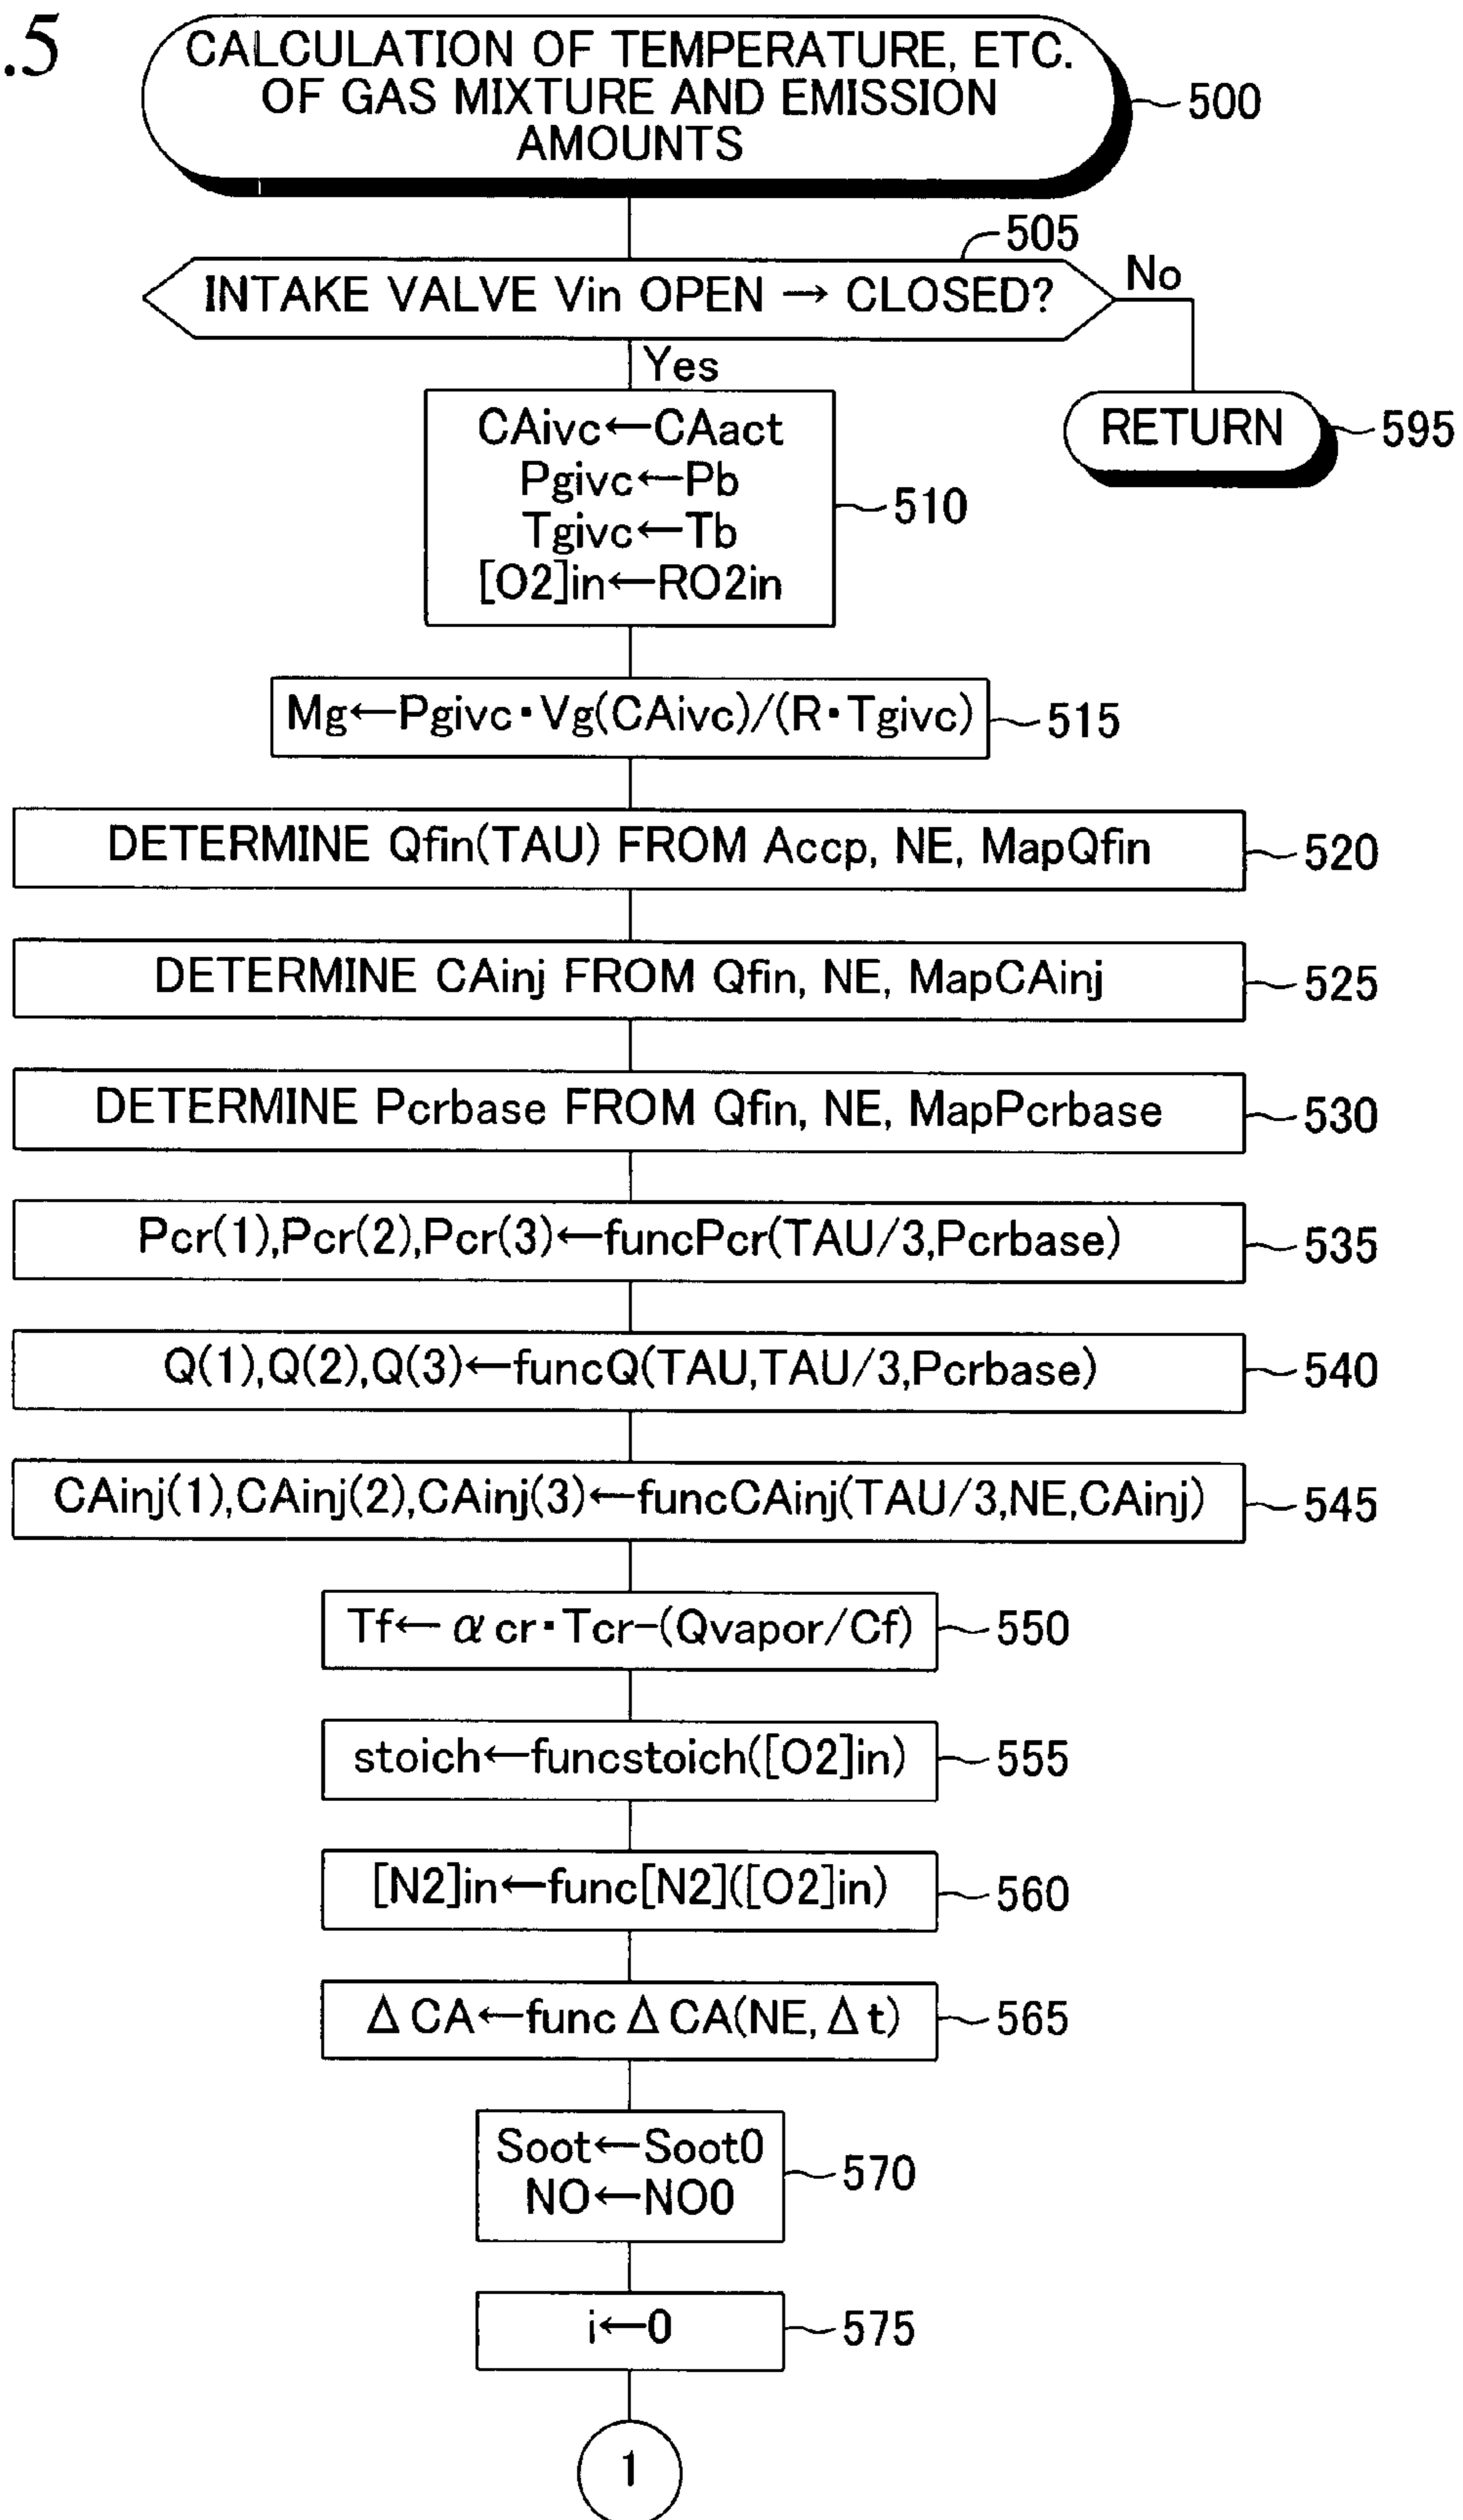 .5
CALCULATION OF TEMPERATURE, ETC.
OF GAS MIXTURE AND EMISSION
AMOUNTS
500
505
INTAKE VALVE Vin OPEN → CLOSED?
No
Yes
RETURN
595
CAivc←CAact
Pgivc←Pb
Tgivc←Tb
[O2]in←RO2in
510
Mg←Pgivc·Vg(CAivc)/(R·Tgivc)
515
DETERMINE Qfin(TAU) FROM Accp, NE, MapQfin
520
DETERMINE CAinj FROM Qfin, NE, MapCAinj
525
DETERMINE Pcrbase FROM Qfin, NE, MapPcrbase
530
Pcr(1),Pcr(2),Pcr(3)←funcPcr(TAU/3,Pcrbase)
535
Q(1),Q(2),Q(3)←funcQ(TAU,TAU/3,Pcrbase)
540
CAinj(1),CAinj(2),CAinj(3)←funcCAinj(TAU/3,NE,CAinj)
545
Tf←αcr·Tcr-(Qvapor/Cf)
550
stoich←funcstoich([O2]in)
555
[N2]in←func[N2]([O2]in)
560
ΔCA←funcΔCA(NE,Δt)
565
Soot←Soot0
NO←NO0
570
i←0
575
1